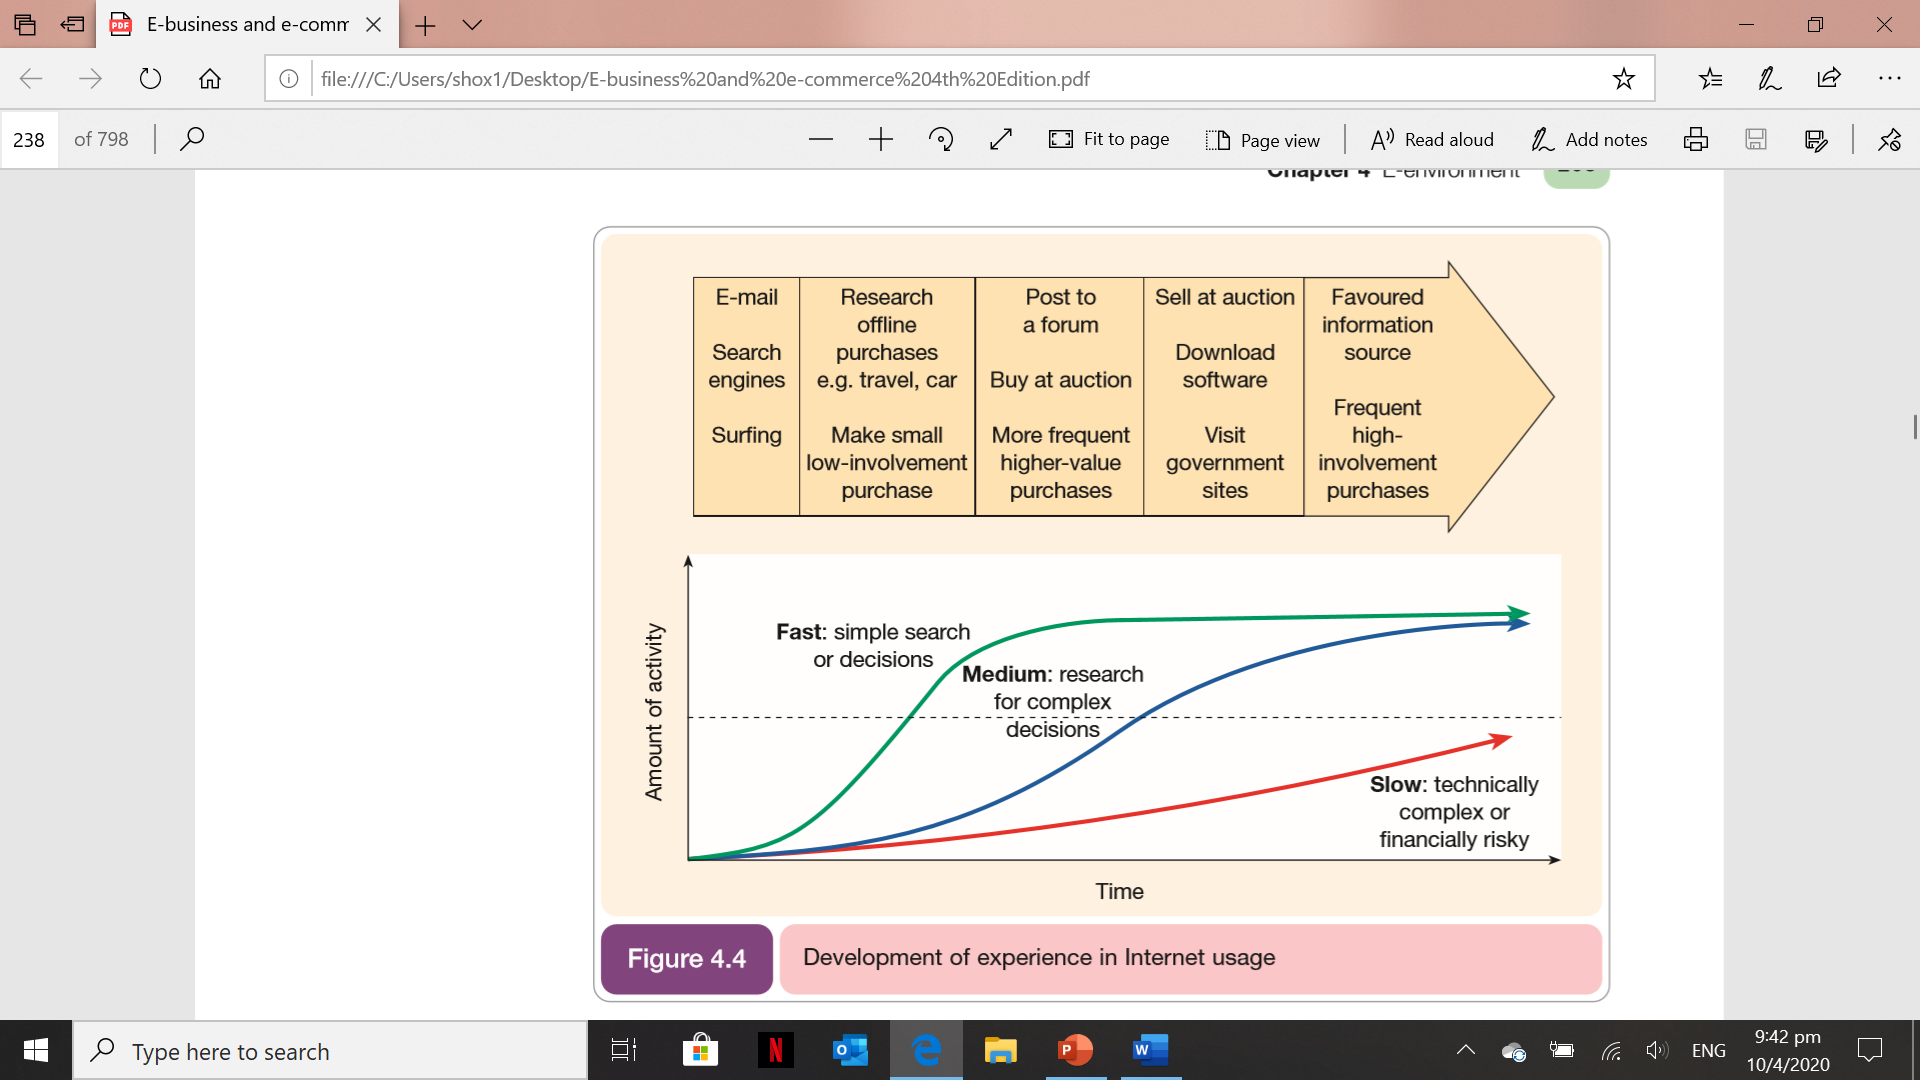 E-business and e-comm
file:///C:/Users/shox1/Desktop/E-business%20and%20e-commerce%204th%20Edition.pdf
238 of 798
Fit to page
Page view
Read aloud
Add notes
Chapter 4 E-environment
E-mail
Search
engines
Surfing
Research
offline
purchases
e.g. travel, car
Make small
low-involvement
purchase
Post to
a forum
Buy at auction
More frequent
higher-value
purchases
Sell at auction
Download
software
Visit
government
sites
Favoured
information
source
Frequent
high-
involvement
purchases
Amount of activity
Fast: simple search
or decisions
Medium: research
for complex
decisions
Slow: technically
complex or
financially risky
Time
Figure 4.4
Development of experience in Internet usage
Type here to search
ENG
9:42 pm
10/4/2020